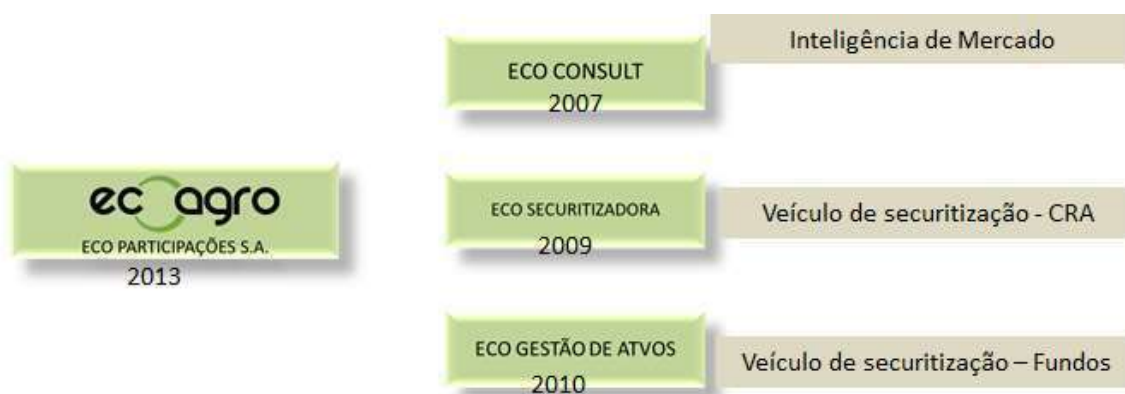 ecoagro
ECO PARTICIPAÇÕES S.A.
2013
ECO CONSULT
2007
Inteligência de Mercado
ECO SECURITIZADORA
2009
Veículo de securitização - CRA
ECO GESTÃO DE ATVOS
2010
Veículo de securitização – Fundos